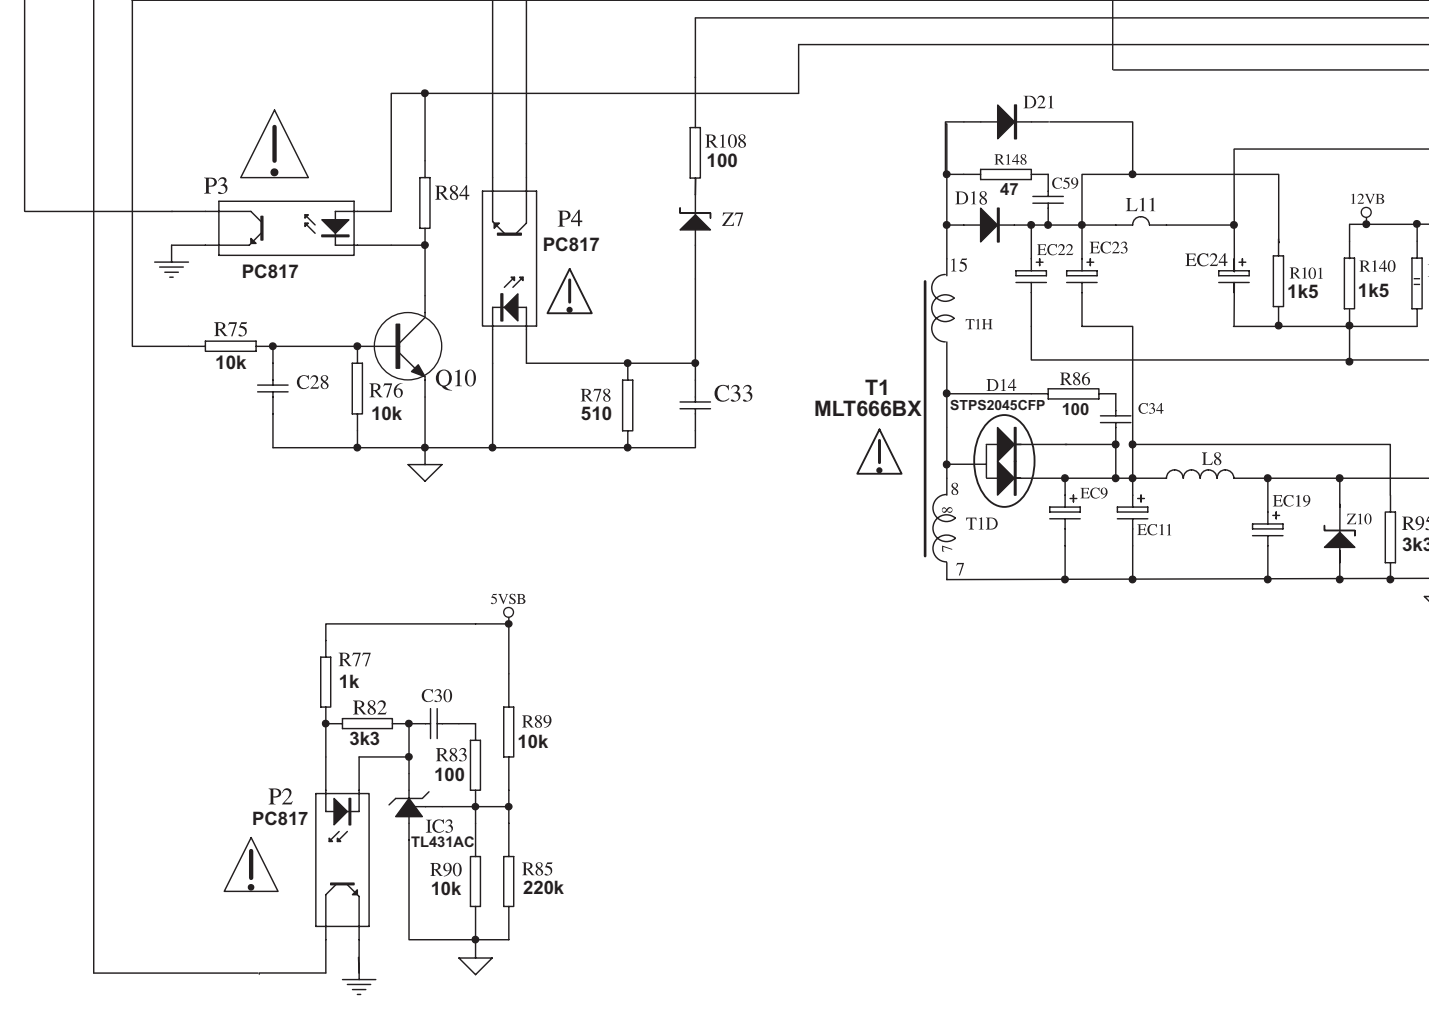 D21
R108
100
R148
47
C59
D18
P3
R84
P4
PC817
Z7
L11
12VB
PC817
15
EC22
+
EC23
+
EC24
+
R101
1k5
R140
1k5
T1H
R75
10k
C28
R76
10k
Q10
R78
510
C33
T1
MLT666BX
D14
STPS2045CFP
R86
100
C34
L8
8
8
7
7
T1D
+
EC9
+
EC11
EC19
+
Z10
R95
3k3
5VSB
R77
1k
R82
3k3
C30
R83
100
R89
10k
P2
PC817
IC3
TL431AC
R90
10k
R85
220k